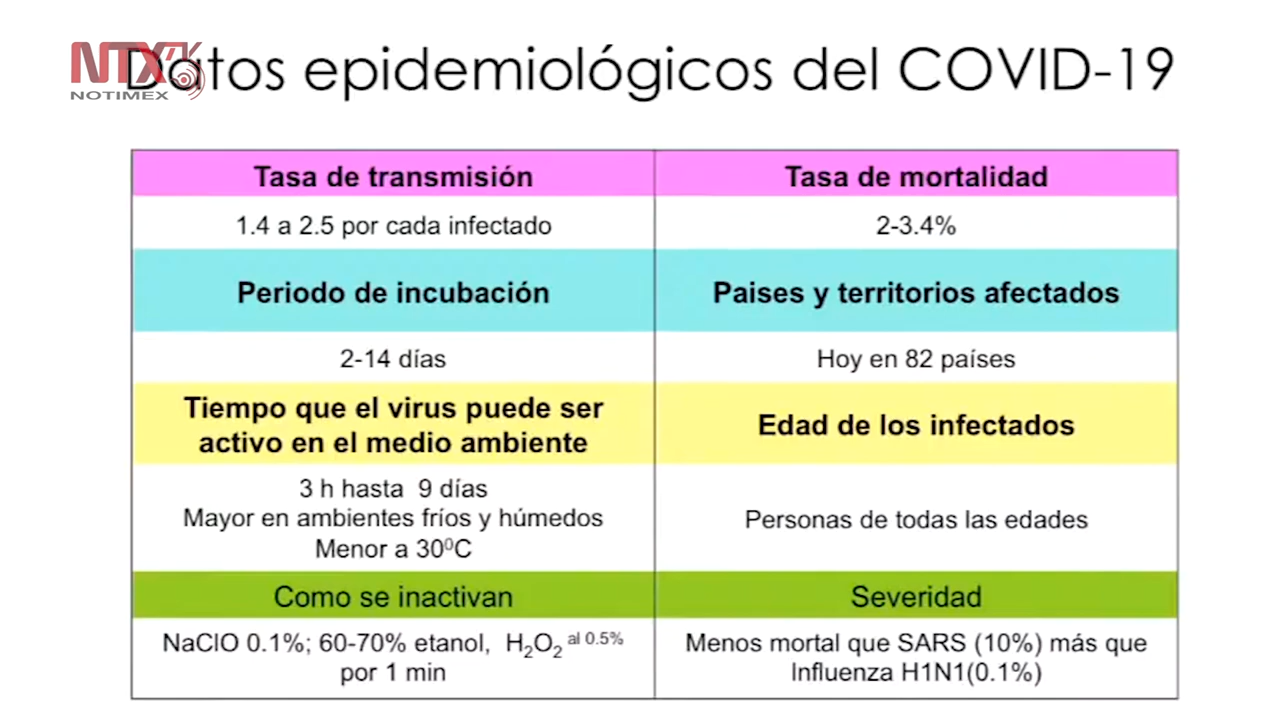 NTX
NOTIMEX
Datos epidemiológicos del COVID-19
Tasa de transmisión
Tasa de mortalidad
1.4 a 2.5 por cada infectado
2-3.4%
Periodo de incubación
Paises y territorios afectados
2-14 días
Hoy en 82 países
Tiempo que el virus puede ser
activo en el medio ambiente
Edad de los infectados
3 h hasta 9 días
Mayor en ambientes fríos y húmedos
Menor a 30⁰C
Personas de todas las edades
Como se inactivan
Severidad
NaClO 0.1%; 60-70% etanol, H₂O₂ al 0.5%
por 1 min
Menos mortal que SARS (10%) más que
Influenza H1N1(0.1%)